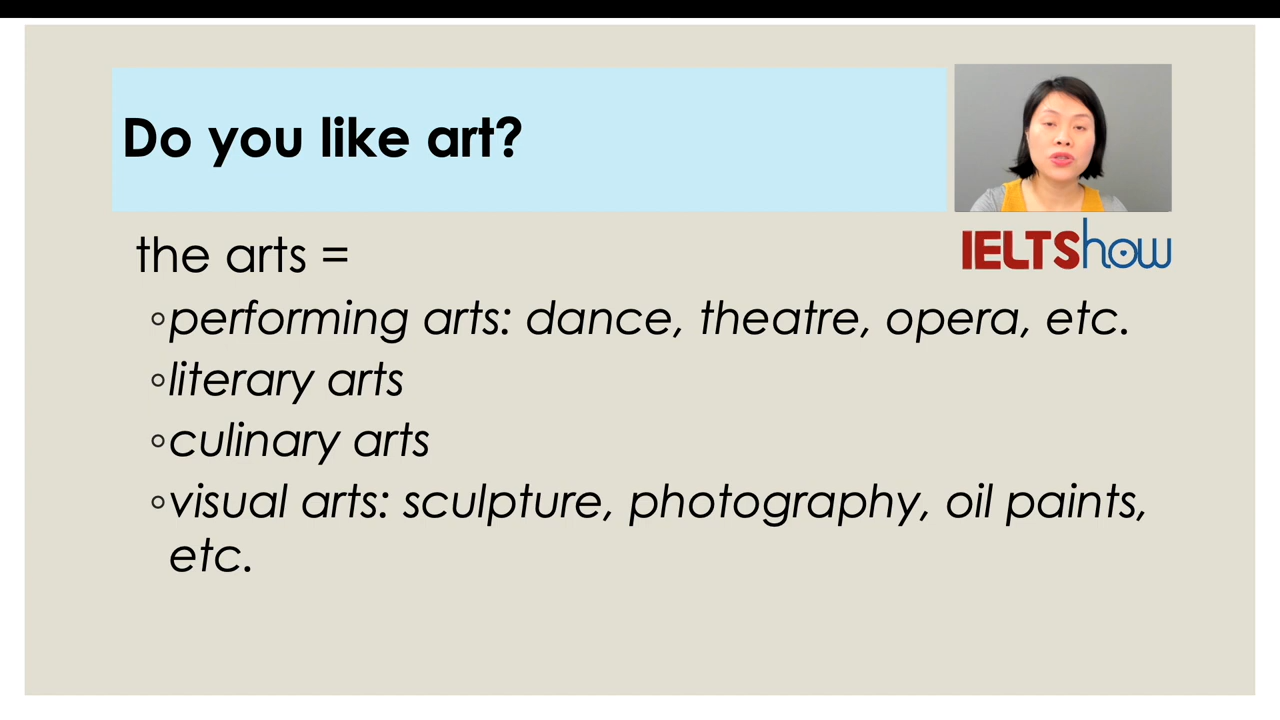 Do you like art?
IELTShow
the arts =
◦performing arts: dance, theatre, opera, etc.
◦literary arts
◦culinary arts
◦visual arts: sculpture, photography, oil paints,
etc.